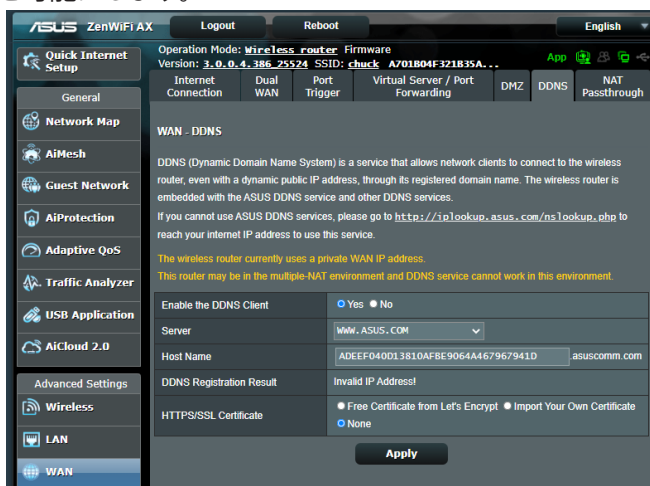 ASUS ZenWiFi AX Logout Reboot English
Quick Internet Setup
Operation Mode: Wireless router Firmware
Version: 3.0.0.4.386_25524 SSID: chuck A701B04F321B35A...
App
Internet Connection Dual WAN Port Trigger Virtual Server / Port Forwarding DMZ DDNS NAT Passthrough
General
Network Map
AiMesh
Guest Network
AiProtection
Adaptive QoS
Traffic Analyzer
USB Application
AiCloud 2.0
Advanced Settings
Wireless
LAN
WAN
WAN - DDNS
DDNS (Dynamic Domain Name System) is a service that allows network clients to connect to the wireless
router, even with a dynamic public IP address, through its registered domain name. The wireless router is
embedded with the ASUS DDNS service and other DDNS services.
If you cannot use ASUS DDNS services, please go to http://iplookup.asus.com/nslookup.php to
reach your internet IP address to use this service.
The wireless router currently uses a private WAN IP address.
This router may be in the multiple-NAT environment and DDNS service cannot work in this environment.
Enable the DDNS Client Yes No
Server WWW.ASUS.COM
Host Name ADEEF040D13810AFBE9064A467967941D .asuscomm.com
DDNS Registration Result Invalid IP Address!
HTTPS/SSL Certificate Free Certificate from Let's Encrypt Import Your Own Certificate
None
Apply